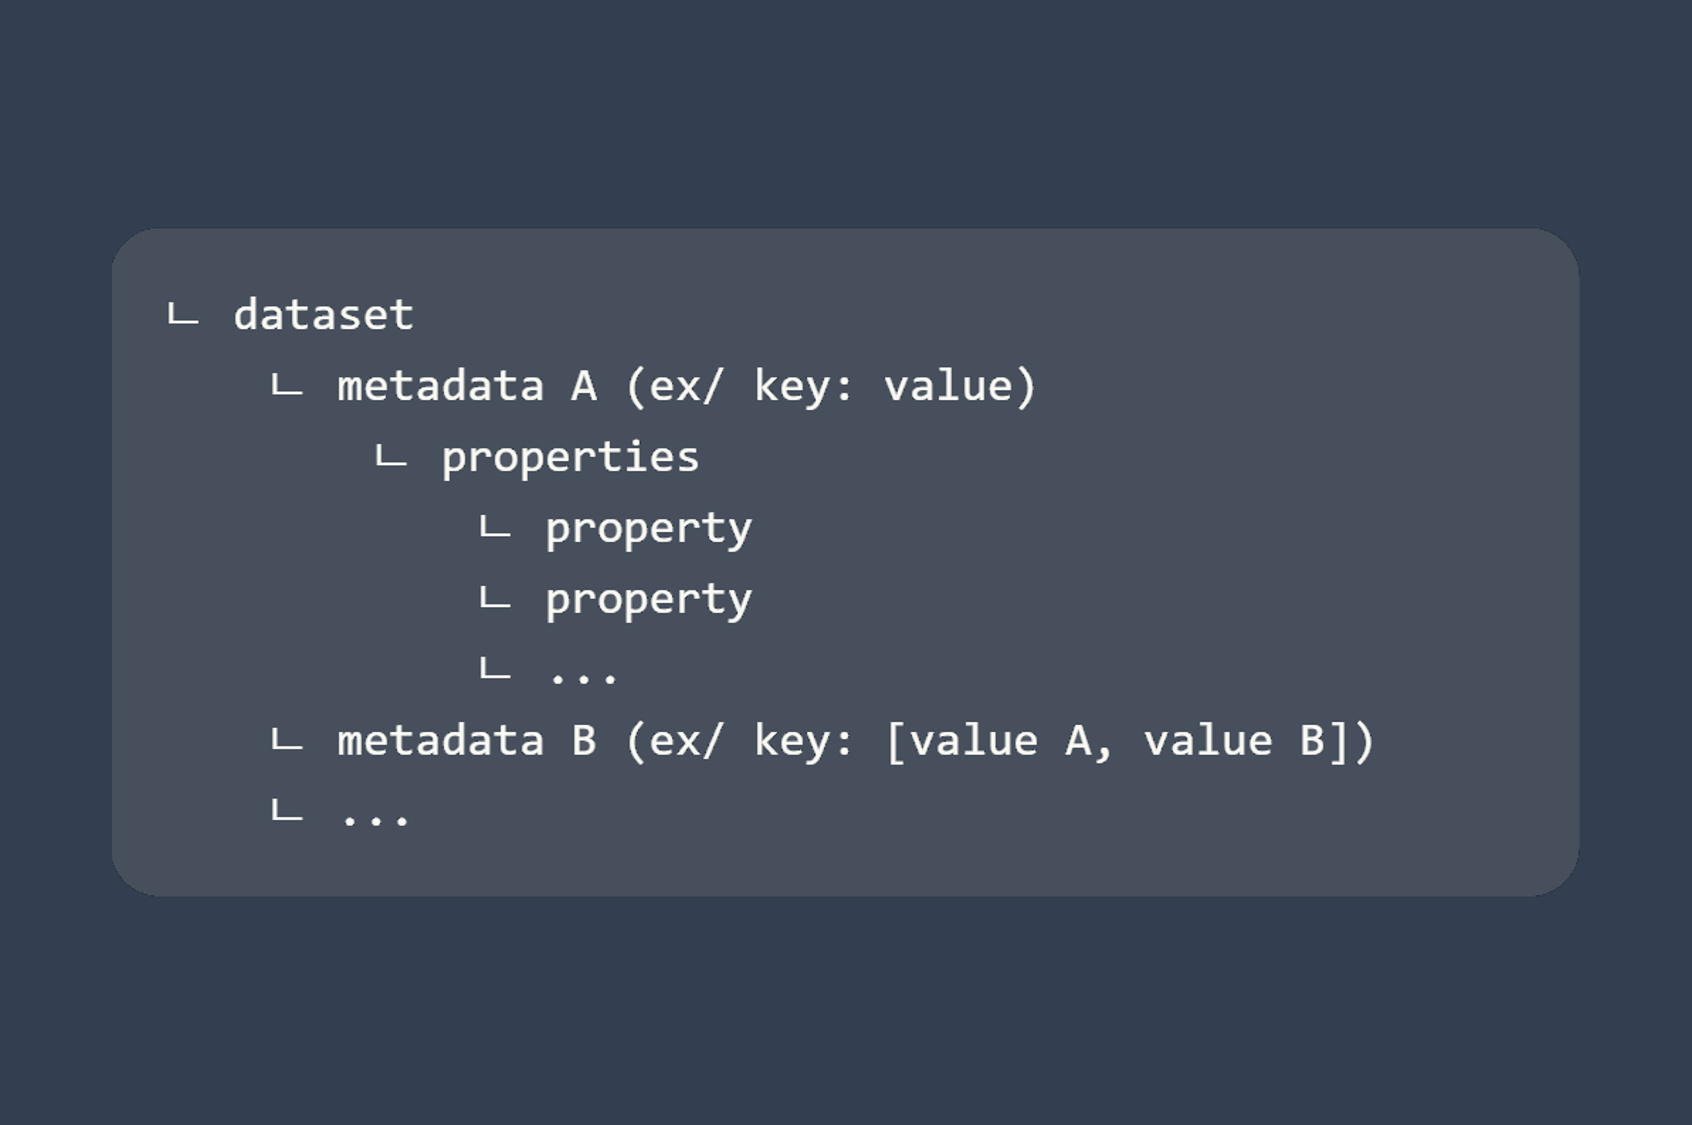 ㄴ dataset
ㄴ metadata A (ex/ key: value)
ㄴ properties
ㄴ property
ㄴ property
ㄴ ...
ㄴ metadata B (ex/ key: [value A, value B])
ㄴ ...